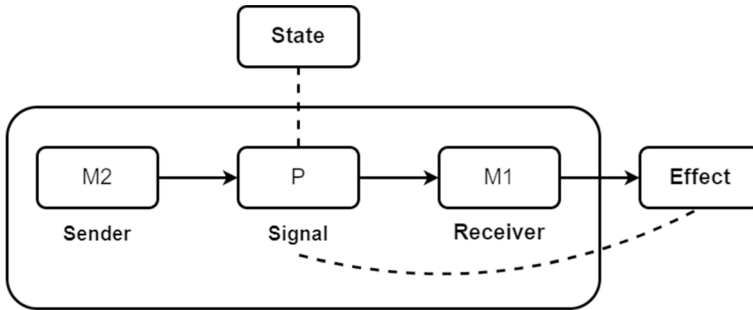 State
M2
P
M1
Effect
Sender
Signal
Receiver